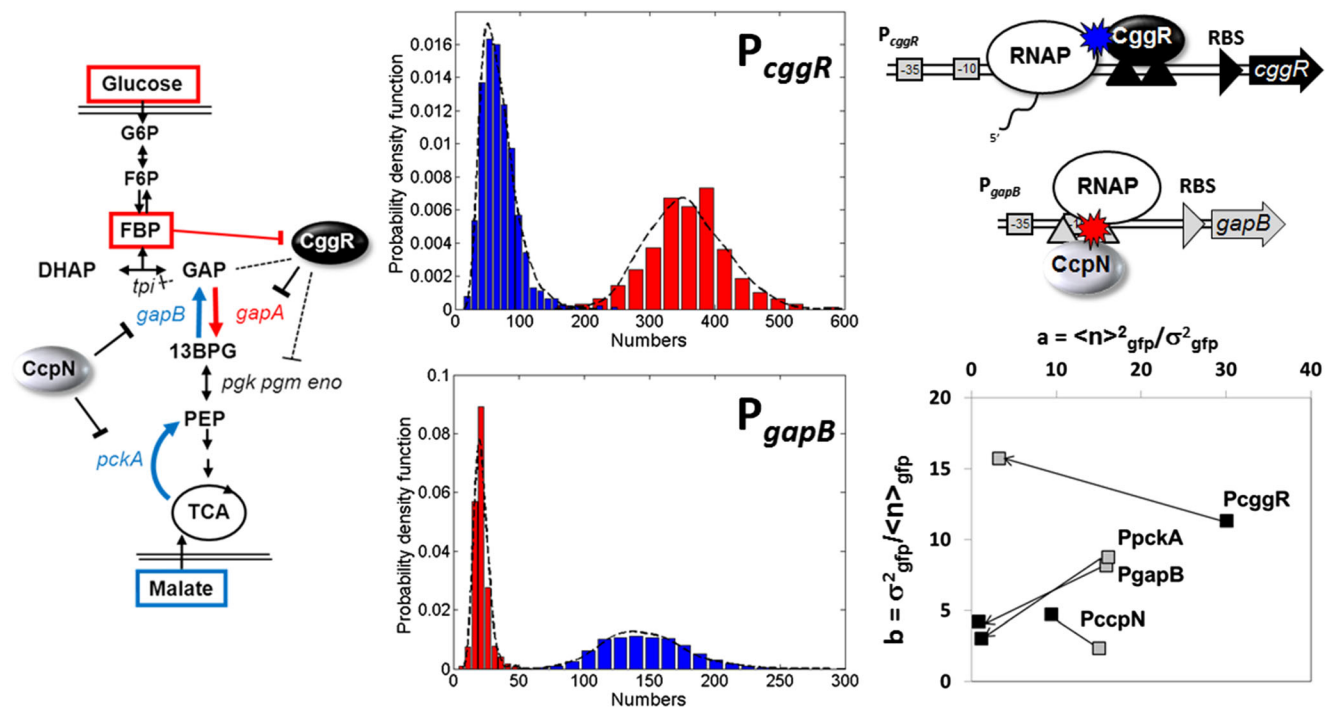 Glucose
G6P
F6P
FBP
CggR
DHAP
GAP
tpi
gapB
gapA
13BPG
CcpN
pgk pgm eno
PEP
pckA
TCA
Malate
P cggR
Probability density function
0.016
0.014
0.012
0.01
0.008
0.006
0.004
0.002
0
0 100 200 300 400 500 600
Numbers
P gapB
Probability density function
0.1
0.08
0.06
0.04
0.02
0
0 50 100 150 200 250 300
Numbers
PcggR
-35
-10
RNAP
CggR
RBS
cggR
5'
PgapB
-35
RNAP
RBS
gapB
CcpN
a = <n>²gfp/σ²gfp
0 10 20 30 40
b = σ²gfp/<n>gfp
20
15
10
5
0
PcggR
PpckA
PgapB
PccpN